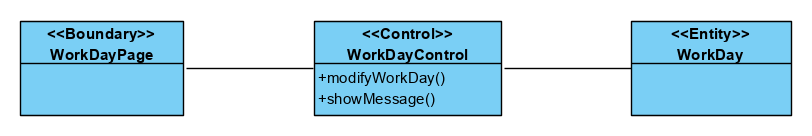 <<Boundary>>
WorkDayPage
<<Control>>
WorkDayControl
+modifyWorkDay()
+showMessage()
<<Entity>>
WorkDay